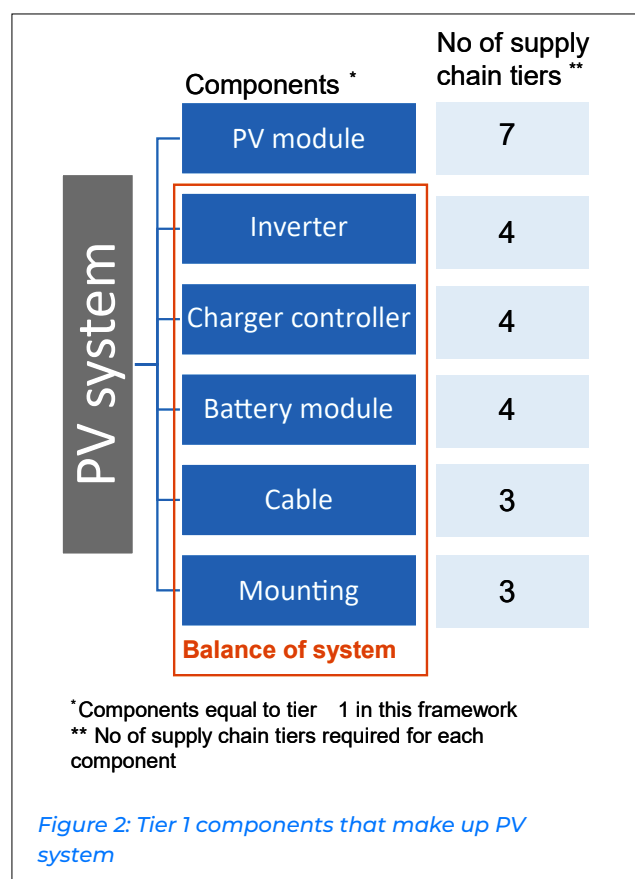 No of supply
chain tiers **
Components *
PV system
PV module
7
Inverter
4
Charger controller
4
Battery module
4
Cable
3
Mounting
3
Balance of system
*Components equal to tier 1 in this framework
** No of supply chain tiers required for each
component
Figure 2: Tier 1 components that make up PV
system